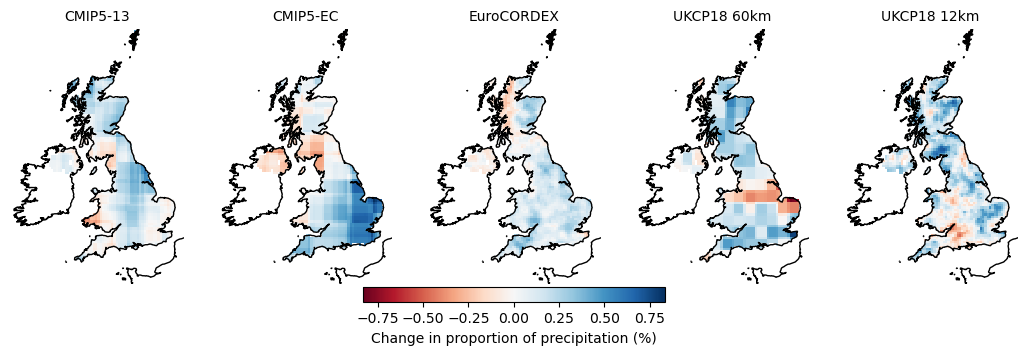 CMIP5-13 CMIP5-EC EuroCORDEX UKCP18 60km UKCP18 12km
−0.75 −0.50 −0.25 0.00 0.25 0.50 0.75
Change in proportion of precipitation (%)